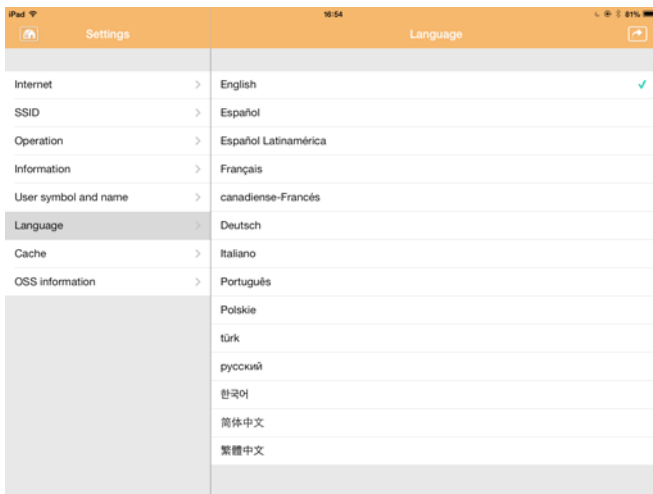 iPad 16:54 81%
Settings
Language
Internet
SSID
Operation
Information
User symbol and name
Language
Cache
OSS information
English
Español
Español Latinamérica
Français
canadiense-Francés
Deutsch
Italiano
Português
Polskie
türk
русский
한국어
简体中文
繁體中文